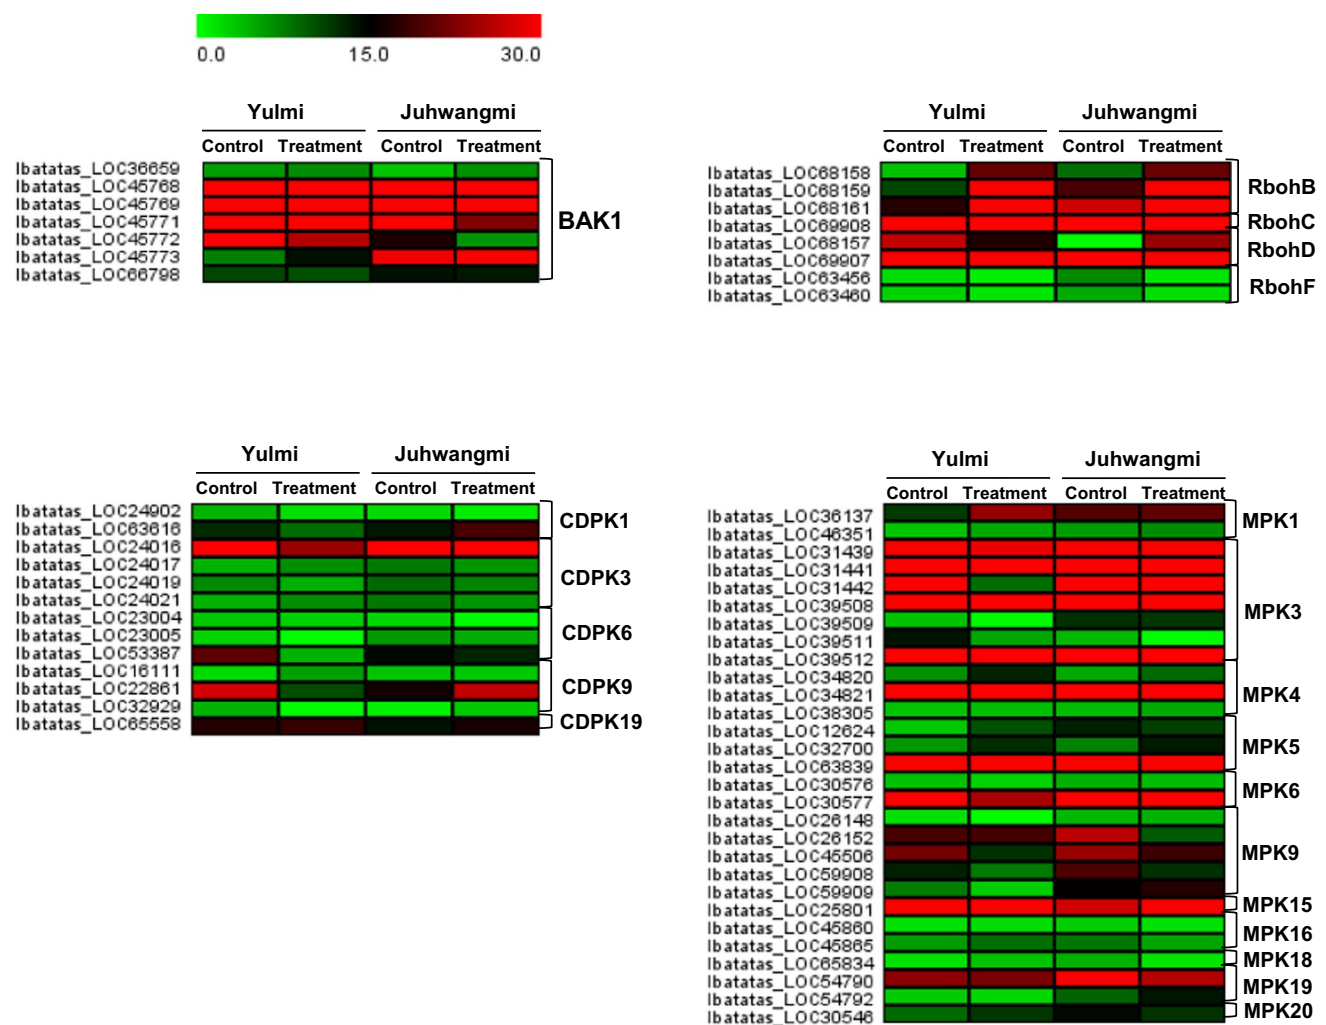 0.0 15.0 30.0
Yulmi Juhwangmi
Control Treatment Control Treatment
Ibatatas_LOC36659
Ibatatas_LOC45768
Ibatatas_LOC45769
Ibatatas_LOC45771
Ibatatas_LOC45772
Ibatatas_LOC45773
Ibatatas_LOC66798
BAK1
Yulmi Juhwangmi
Control Treatment Control Treatment
Ibatatas_LOC68158
Ibatatas_LOC68159
Ibatatas_LOC68161
Ibatatas_LOC69908
Ibatatas_LOC68157
Ibatatas_LOC69907
Ibatatas_LOC63456
Ibatatas_LOC63460
RbohB
RbohC
RbohD
RbohF
Yulmi Juhwangmi
Control Treatment Control Treatment
Ibatatas_LOC24902
Ibatatas_LOC63616
Ibatatas_LOC24016
Ibatatas_LOC24017
Ibatatas_LOC24019
Ibatatas_LOC24021
Ibatatas_LOC23004
Ibatatas_LOC23005
Ibatatas_LOC53387
Ibatatas_LOC16111
Ibatatas_LOC22861
Ibatatas_LOC32929
Ibatatas_LOC65558
CDPK1
CDPK3
CDPK6
CDPK9
CDPK19
Yulmi Juhwangmi
Control Treatment Control Treatment
Ibatatas_LOC36137
Ibatatas_LOC46351
Ibatatas_LOC31439
Ibatatas_LOC31441
Ibatatas_LOC31442
Ibatatas_LOC39508
Ibatatas_LOC39509
Ibatatas_LOC39511
Ibatatas_LOC39512
Ibatatas_LOC34820
Ibatatas_LOC34821
Ibatatas_LOC38305
Ibatatas_LOC12624
Ibatatas_LOC32700
Ibatatas_LOC63839
Ibatatas_LOC30576
Ibatatas_LOC30577
Ibatatas_LOC26148
Ibatatas_LOC26152
Ibatatas_LOC45506
Ibatatas_LOC59908
Ibatatas_LOC59909
Ibatatas_LOC25801
Ibatatas_LOC45860
Ibatatas_LOC45865
Ibatatas_LOC65834
Ibatatas_LOC54790
Ibatatas_LOC54792
Ibatatas_LOC30546
MPK1
MPK3
MPK4
MPK5
MPK6
MPK9
MPK15
MPK16
MPK18
MPK19
MPK20